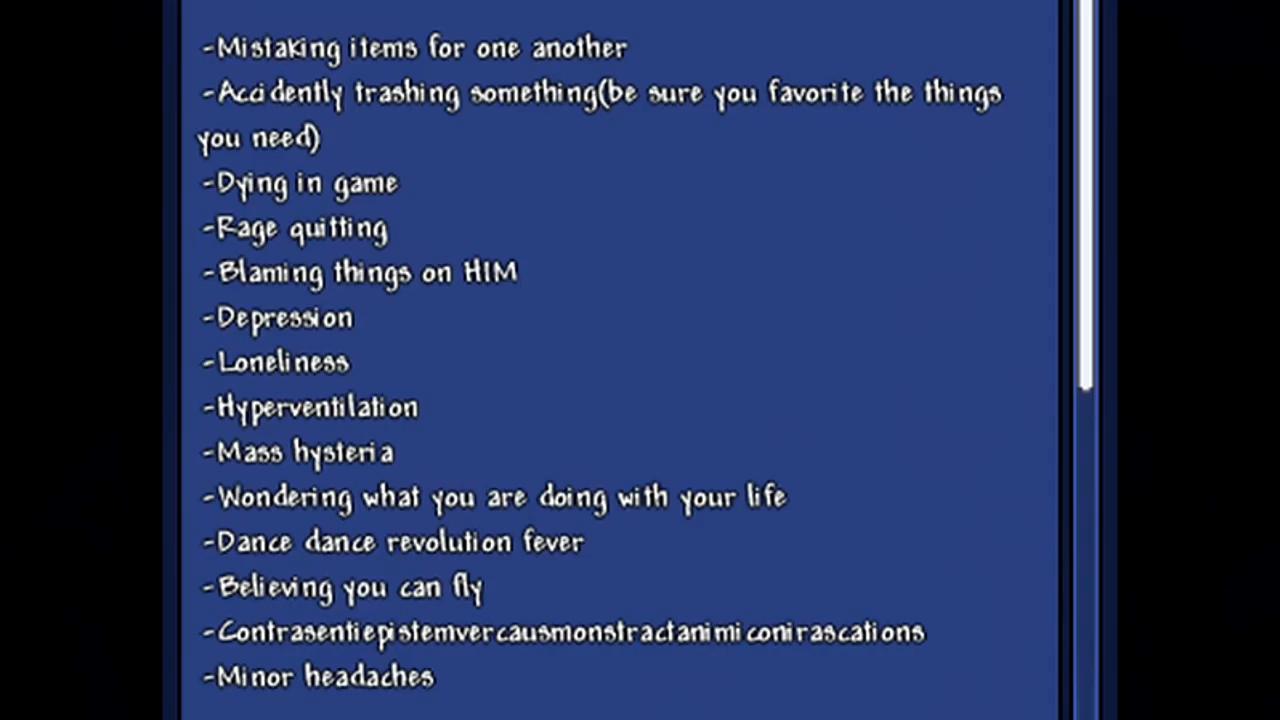 -Mistaking items for one another
-Accidently trashing something(be sure you favorite the things
you need)
-Dying in game
-Rage quitting
-Blaming things on HIM
-Depression
-Loneliness
-Hyperventilation
-Mass hysteria
-Wondering what you are doing with your life
-Dance dance revolution fever
-Believing you can fly
-Contrasentiepistemvercausmonstractanimiconirascations
-Minor headaches